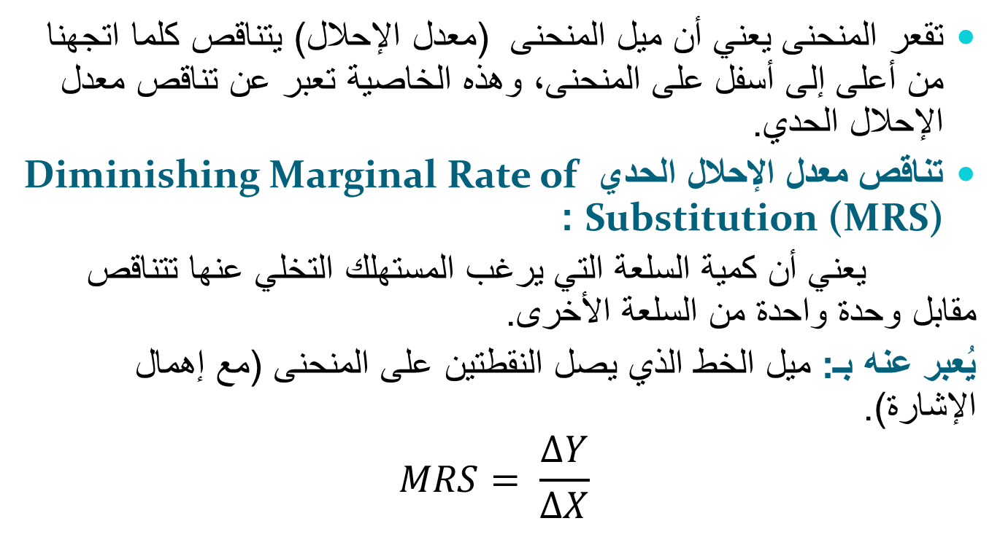 • تقعر المنحنى يعني أن ميل المنحنى (معدل الإحلال) يتناقص كلما اتجهنا
من أعلى إلى أسفل على المنحنى، وهذه الخاصية تعبر عن تناقص معدل
الإحلال الحدي.
• تناقص معدل الإحلال الحدي Diminishing Marginal Rate of
Substitution (MRS) :
يعني أن كمية السلعة التي يرغب المستهلك التخلي عنها تتناقص
مقابل وحدة واحدة من السلعة الأخرى.
يُعبر عنه بـ: ميل الخط الذي يصل النقطتين على المنحنى (مع إهمال
الإشارة).
MRS = ΔY/ΔX